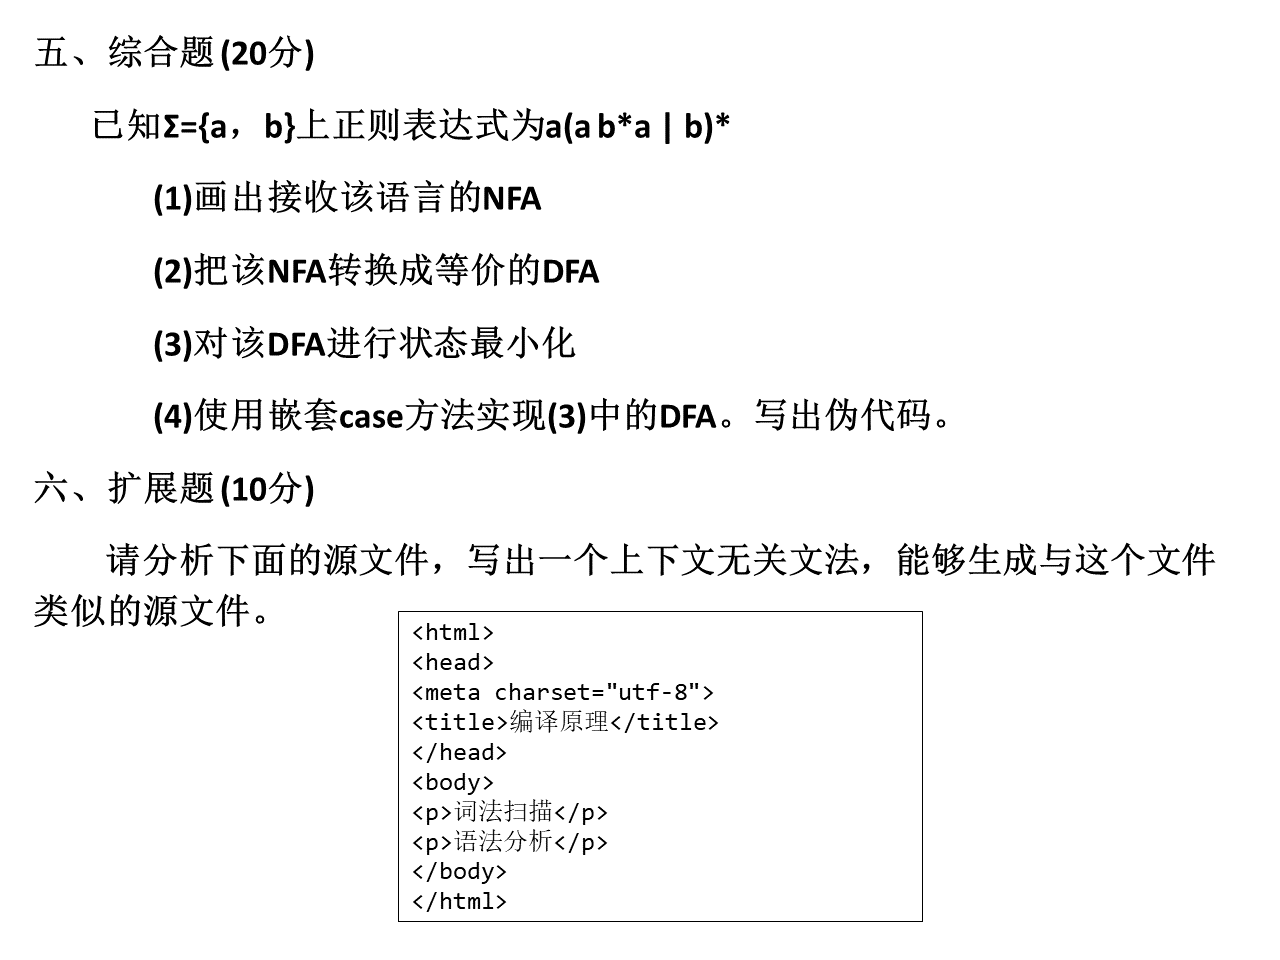 五、综合题(20分)
已知Σ={a，b}上正则表达式为a(a b*a | b)*
(1)画出接收该语言的NFA
(2)把该NFA转换成等价的DFA
(3)对该DFA进行状态最小化
(4)使用嵌套case方法实现(3)中的DFA。写出伪代码。
六、扩展题(10分)
请分析下面的源文件，写出一个上下文无关文法，能够生成与这个文件
类似的源文件。
<html>
<head>
<meta charset="utf-8">
<title>编译原理</title>
</head>
<body>
<p>词法扫描</p>
<p>语法分析</p>
</body>
</html>